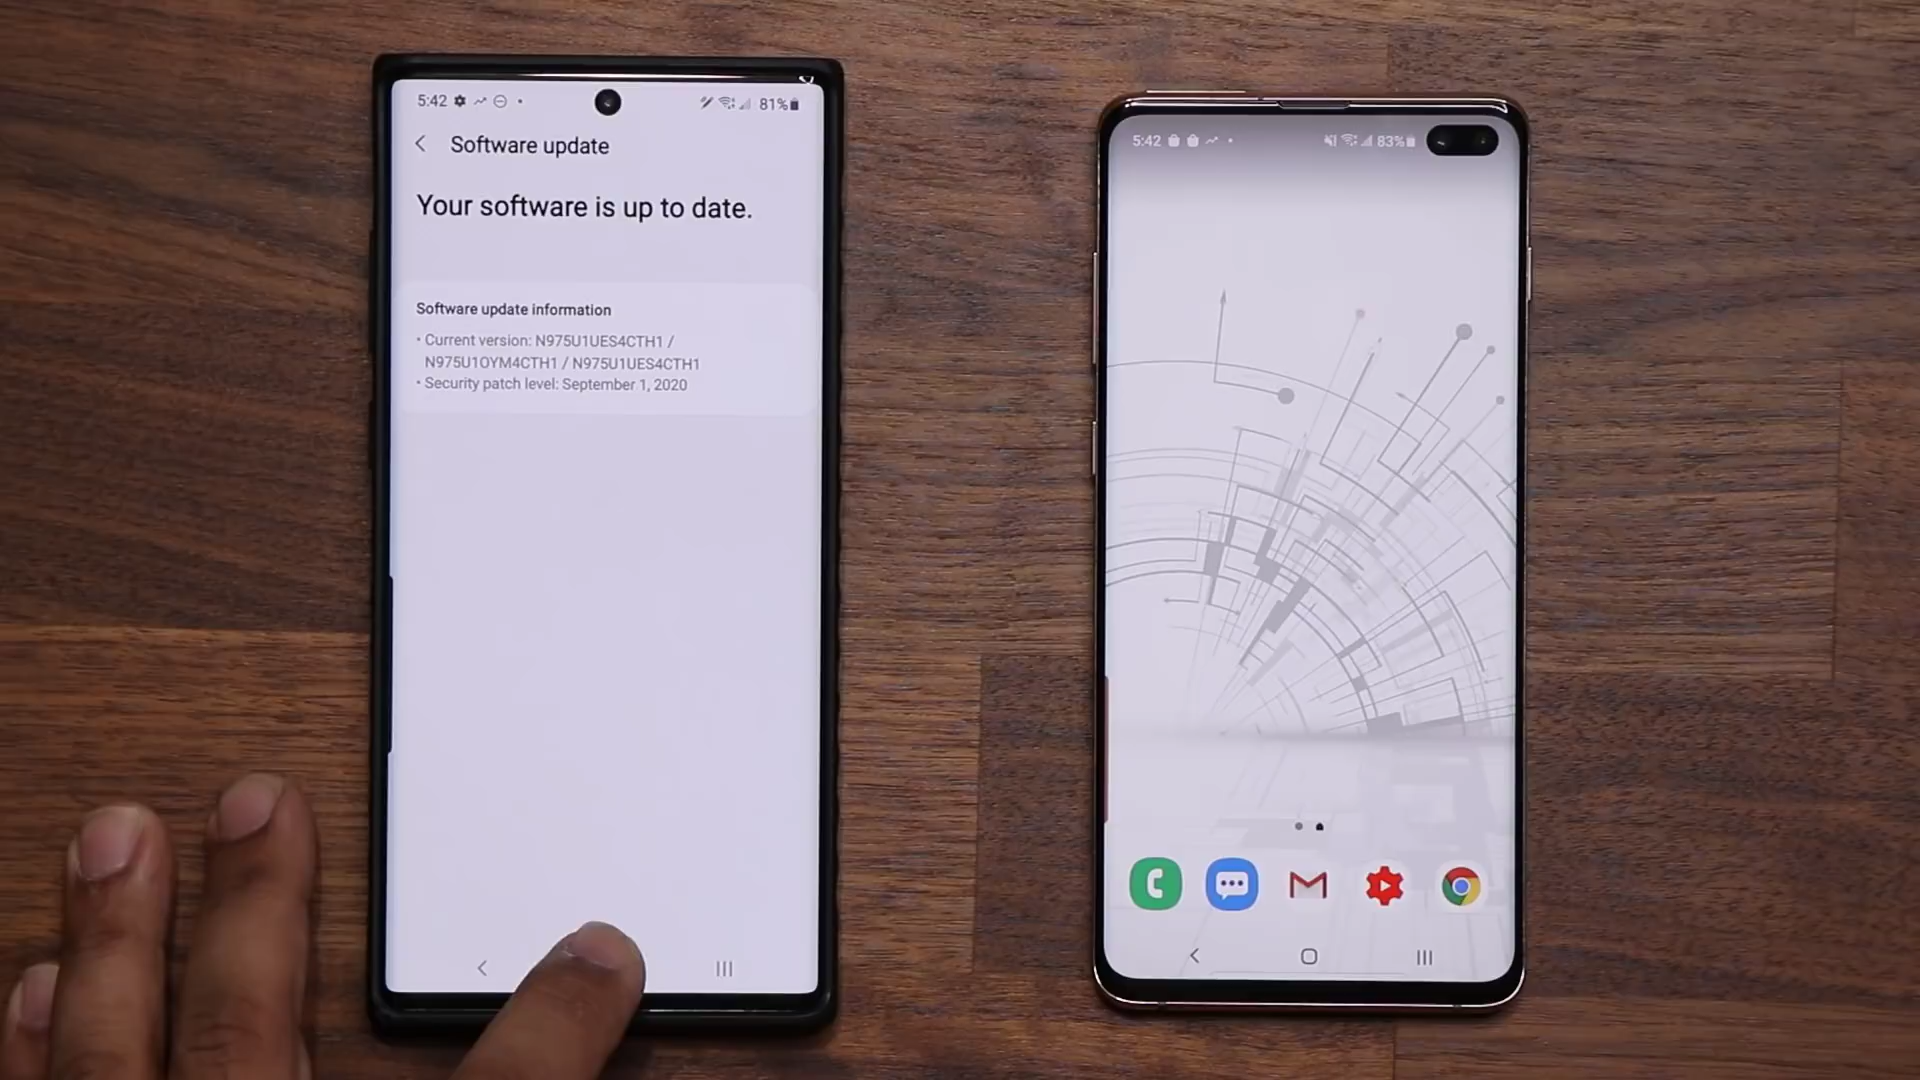 5:42
81%
Software update
Your software is up to date.
Software update information
• Current version: N975U1UES4CTH1 /
N975U1OYM4CTH1 / N975U1UES4CTH1
• Security patch level: September 1, 2020
5:42
83%